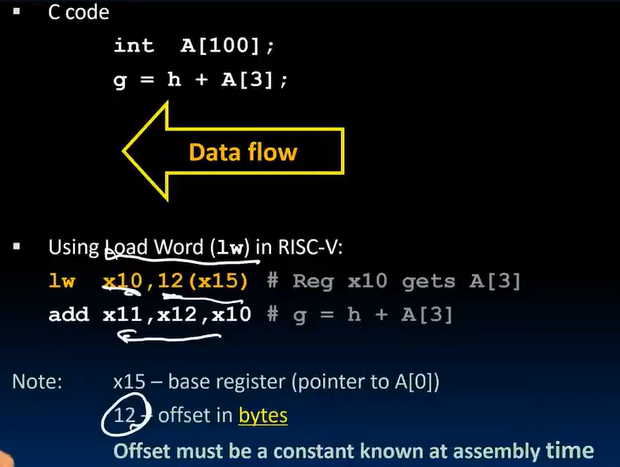 ▪ C code
int A[100];
g = h + A[3];
Data flow
▪ Using Load Word (lw) in RISC-V:
lw x10,12(x15) # Reg x10 gets A[3]
add x11,x12,x10 # g = h + A[3]
Note: x15 – base register (pointer to A[0])
12 – offset in bytes
Offset must be a constant known at assembly time